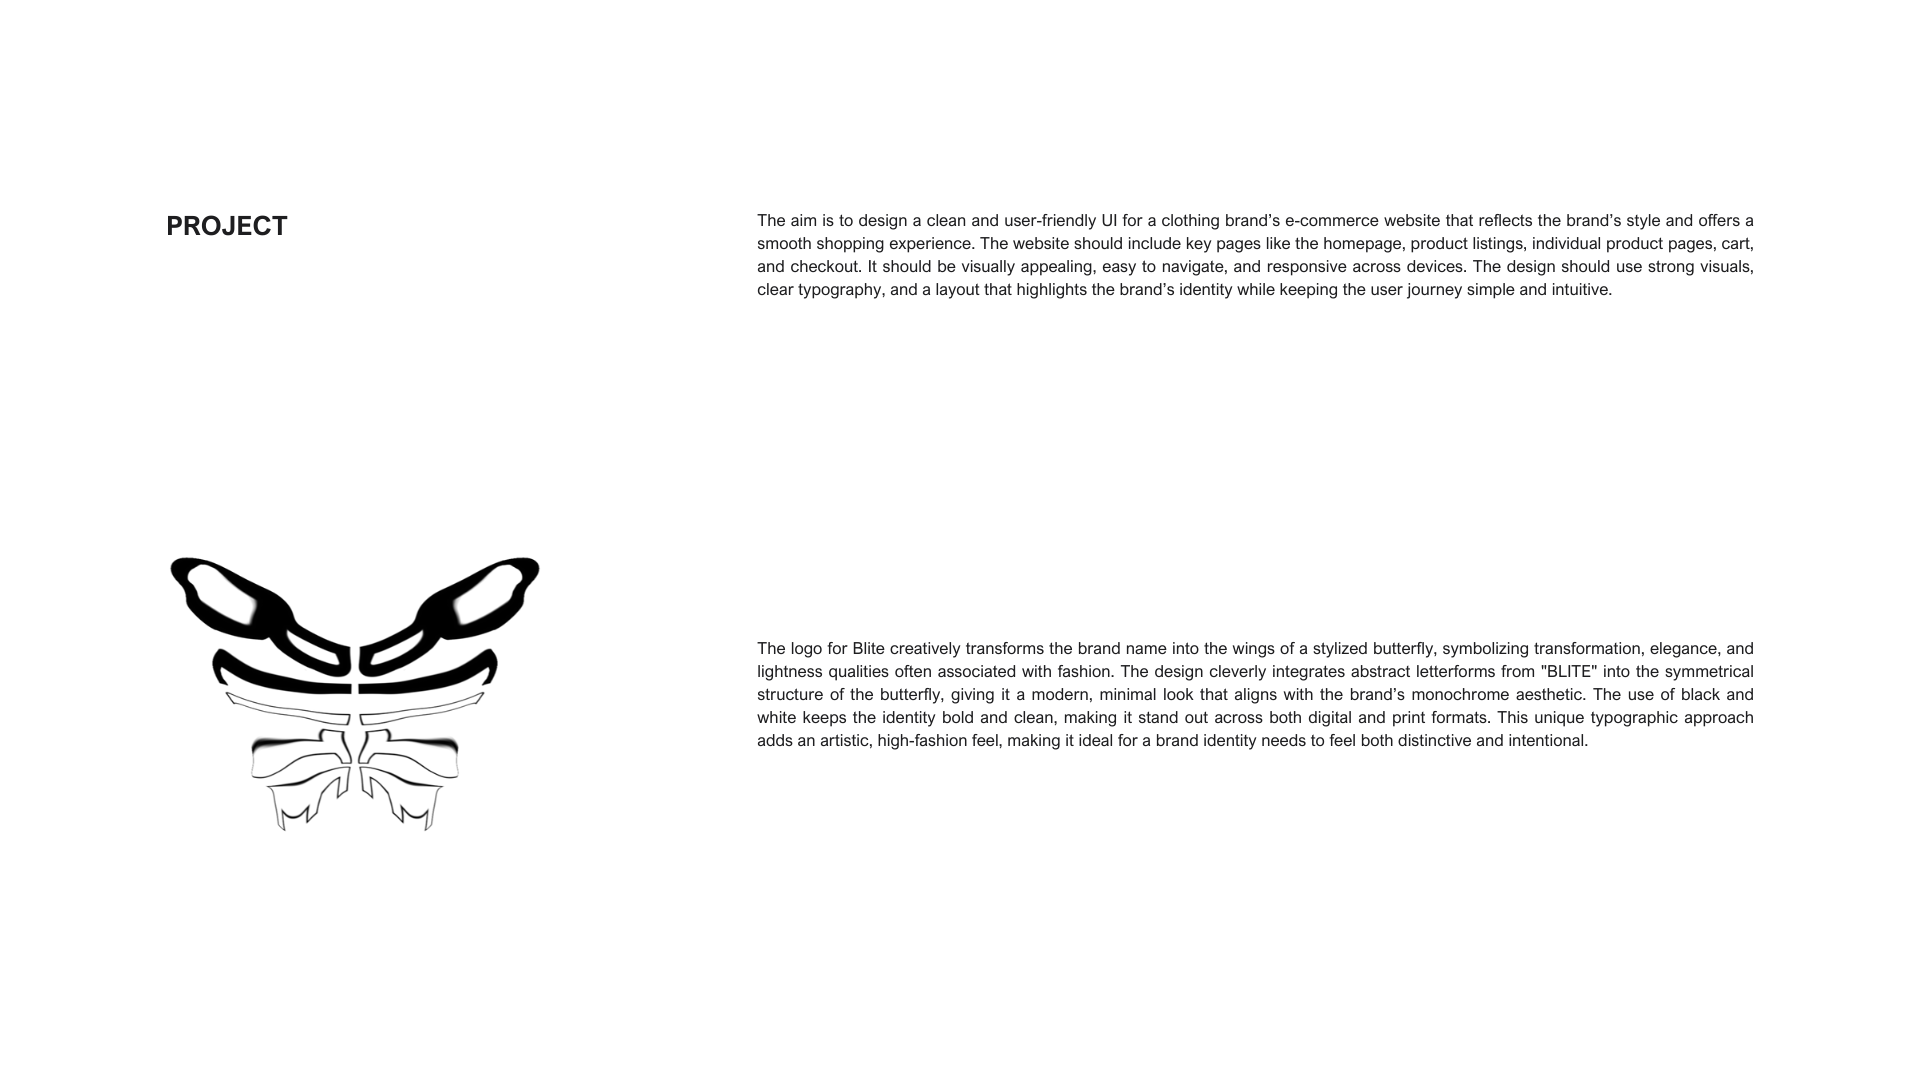 PROJECT
The aim is to design a clean and user-friendly UI for a clothing brand’s e-commerce website that reflects the brand’s style and offers a
smooth shopping experience. The website should include key pages like the homepage, product listings, individual product pages, cart,
and checkout. It should be visually appealing, easy to navigate, and responsive across devices. The design should use strong visuals,
clear typography, and a layout that highlights the brand’s identity while keeping the user journey simple and intuitive.
The logo for Blite creatively transforms the brand name into the wings of a stylized butterfly, symbolizing transformation, elegance, and
lightness qualities often associated with fashion. The design cleverly integrates abstract letterforms from "BLITE" into the symmetrical
structure of the butterfly, giving it a modern, minimal look that aligns with the brand’s monochrome aesthetic. The use of black and
white keeps the identity bold and clean, making it stand out across both digital and print formats. This unique typographic approach
adds an artistic, high-fashion feel, making it ideal for a brand identity needs to feel both distinctive and intentional.